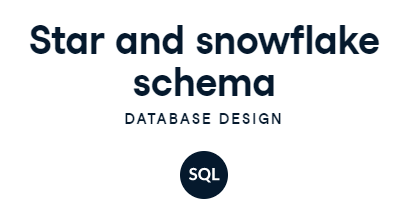 Star and snowflake
schema
DATABASE DESIGN
SQL